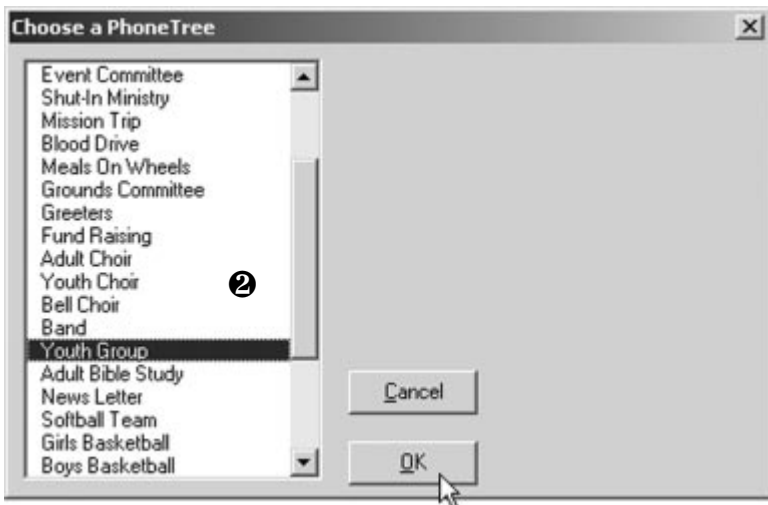 Choose a PhoneTree
Event Committee
Shut-In Ministry
Mission Trip
Blood Drive
Meals On Wheels
Grounds Committee
Greeters
Fund Raising
Adult Choir
Youth Choir
❷
Bell Choir
Band
Youth Group
Adult Bible Study
News Letter
Softball Team
Girls Basketball
Boys Basketball
Cancel
OK